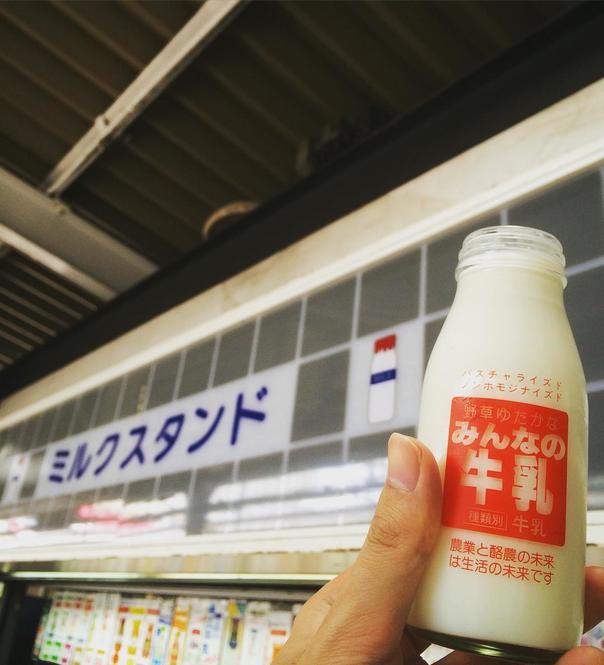 ミルクスタンド
パスチャライズド
ノンホモジナイズド
野草ゆたかな
みんなの
牛乳
種類別 牛乳
農業と酪農の未来
は生活の未来です